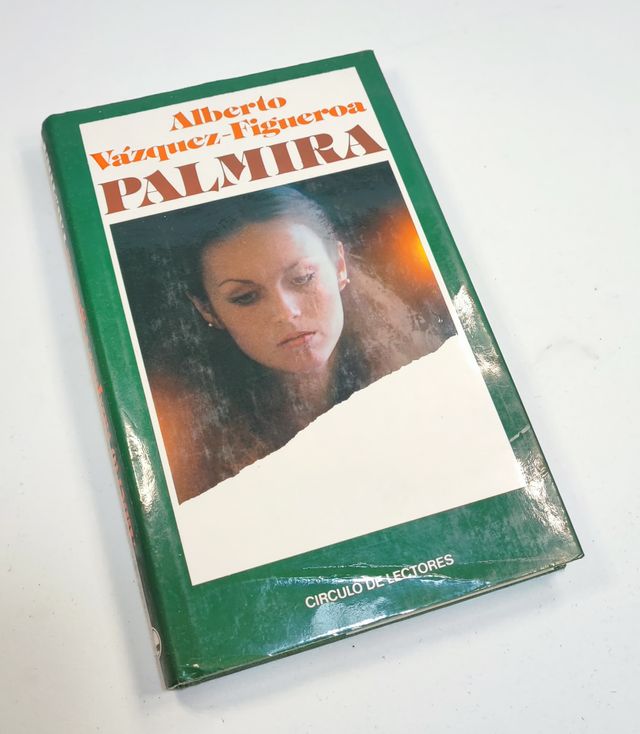 Alberto
Vázquez-Figueroa
PALMIRA
CIRCULO DE LECTORES